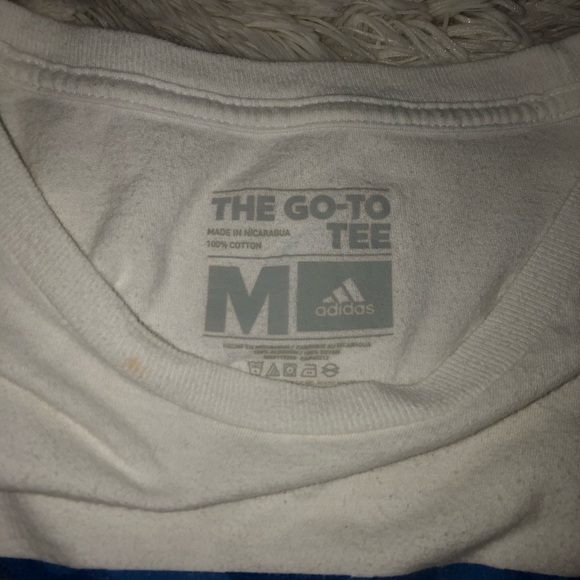 THE GO-TO
TEE
MADE IN NICARAGUA
100% COTTON
M
adidas